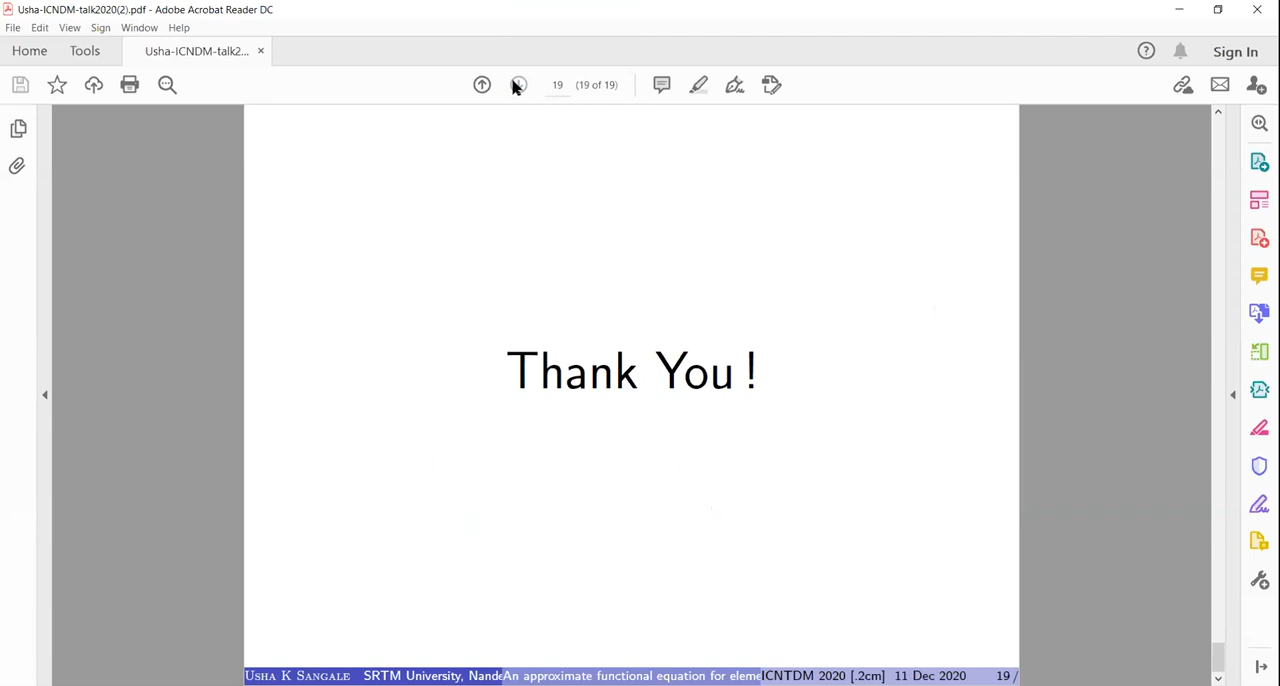 Usha-ICNDM-talk2020(2).pdf - Adobe Acrobat Reader DC
File Edit View Sign Window Help
Home Tools Usha-ICNDM-talk2... × Sign In
19 (19 of 19)
Thank You !
USHA K SANGALE SRTM University, Nande An approximate functional equation for eleme ICNTDM 2020 [.2cm] 11 Dec 2020 19 /